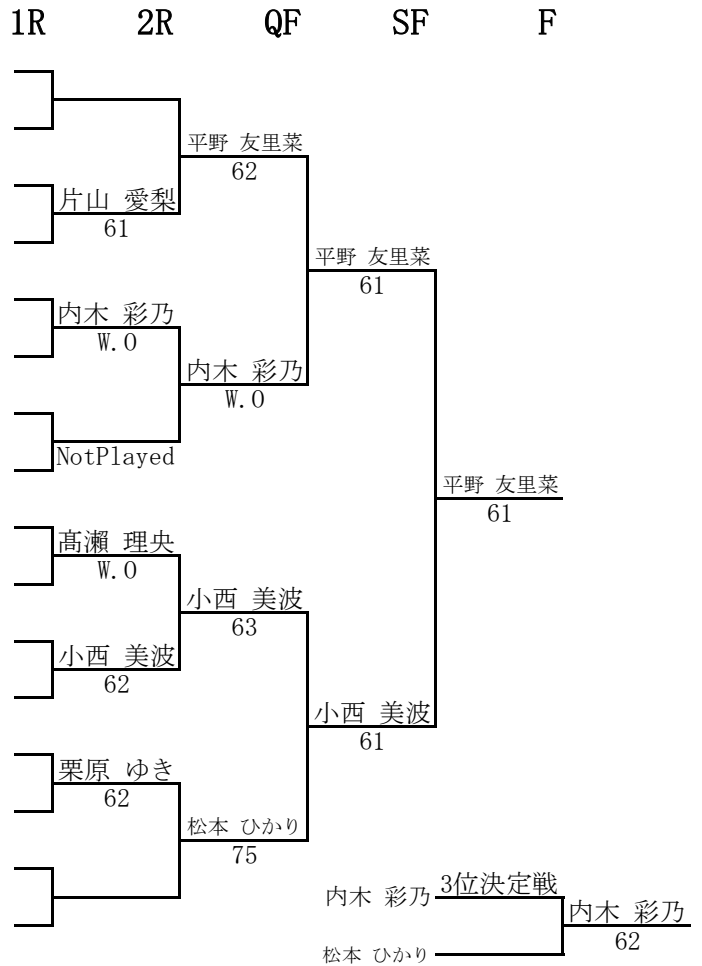 1R 2R QF SF F
平野 友里菜
62
片山 愛梨
61
平野 友里菜
61
内木 彩乃
W.O
内木 彩乃
W.O
NotPlayed
平野 友里菜
61
髙瀨 理央
W.O
小西 美波
63
小西 美波
62
小西 美波
61
栗原 ゆき
62
松本 ひかり
75
3位決定戦
内木 彩乃
内木 彩乃
62
松本 ひかり